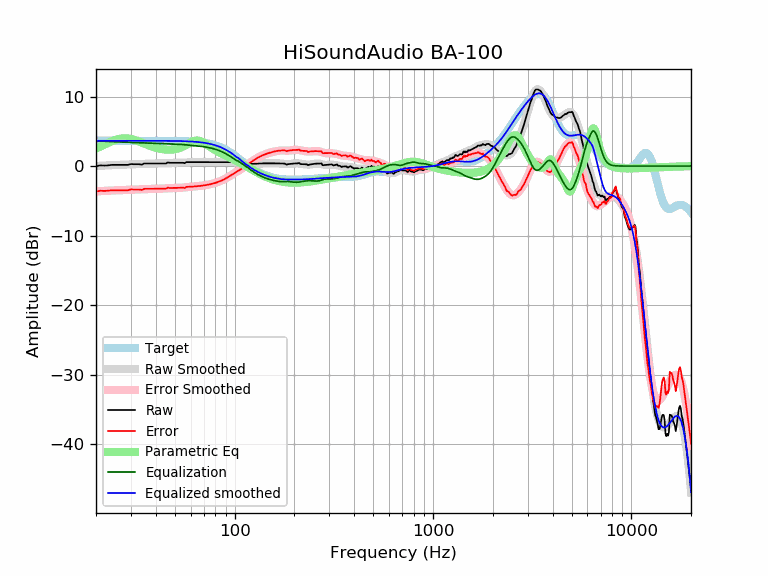 HiSoundAudio BA-100
10
0
−10
−20
−30
−40
Amplitude (dBr)
Target
Raw Smoothed
Error Smoothed
Raw
Error
Parametric Eq
Equalization
Equalized smoothed
100
1000
10000
Frequency (Hz)